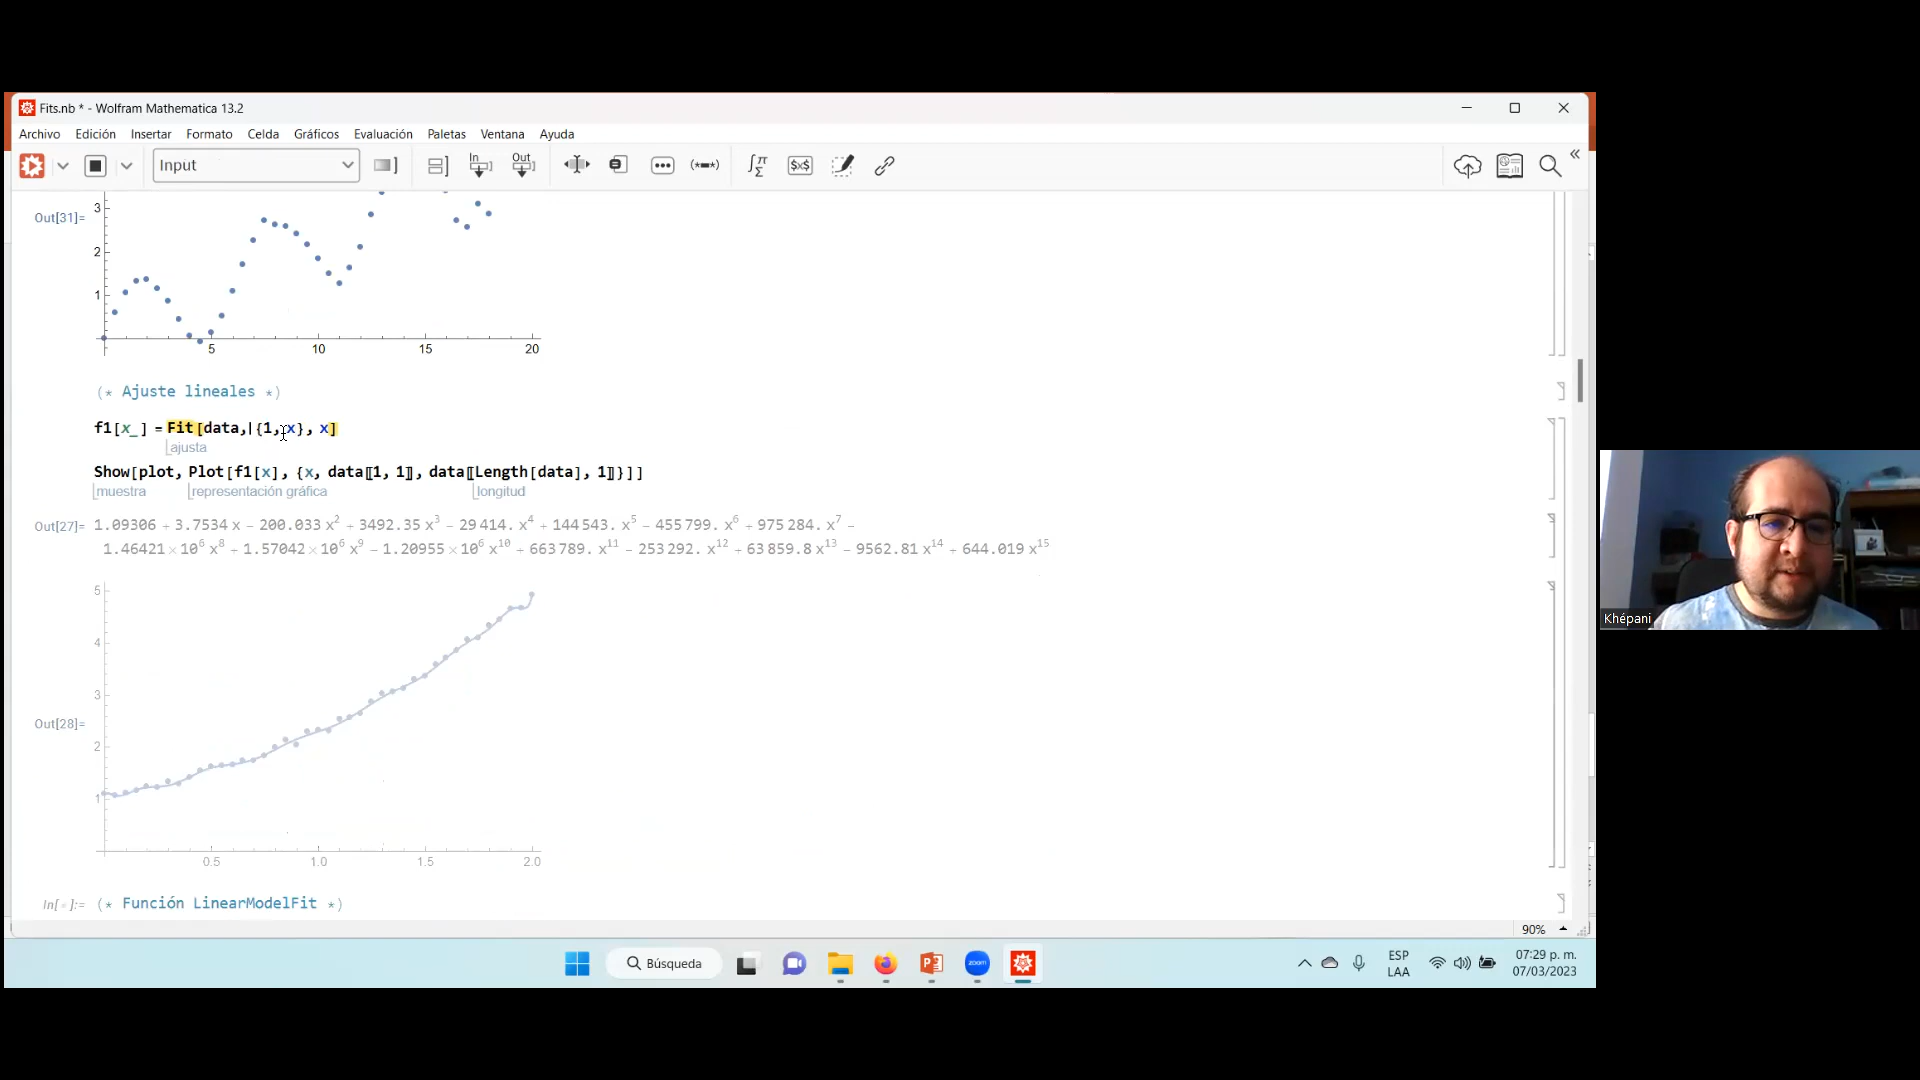 Fits.nb * - Wolfram Mathematica 13.2
Archivo Edición Insertar Formato Celda Gráficos Evaluación Paletas Ventana Ayuda
Input In Out
Out[31]=
3
2
1
5 10 15 20
(* Ajuste lineales *)
f1[x_] = Fit[data, {1, x}, x]
ajusta
Show[plot, Plot[f1[x], {x, data[[1, 1]], data[[Length[data], 1]]}]]
muestra representación gráfica longitud
Out[27]= 1.09306 + 3.7534 x - 200.033 x^2 + 3492.35 x^3 - 29414. x^4 + 144543. x^5 - 455799. x^6 + 975284. x^7 -
1.46421×10^6 x^8 + 1.57042×10^6 x^9 - 1.20955×10^6 x^10 + 663789. x^11 - 253292. x^12 + 63859.8 x^13 - 9562.81 x^14 + 644.019 x^15
5
4
3
Out[28]=
2
1
0.5 1.0 1.5 2.0
In[ ]:= (* Función LinearModelFit *)
90%
Búsqueda
zoom
ESP
LAA
07:29 p. m.
07/03/2023
Khépani